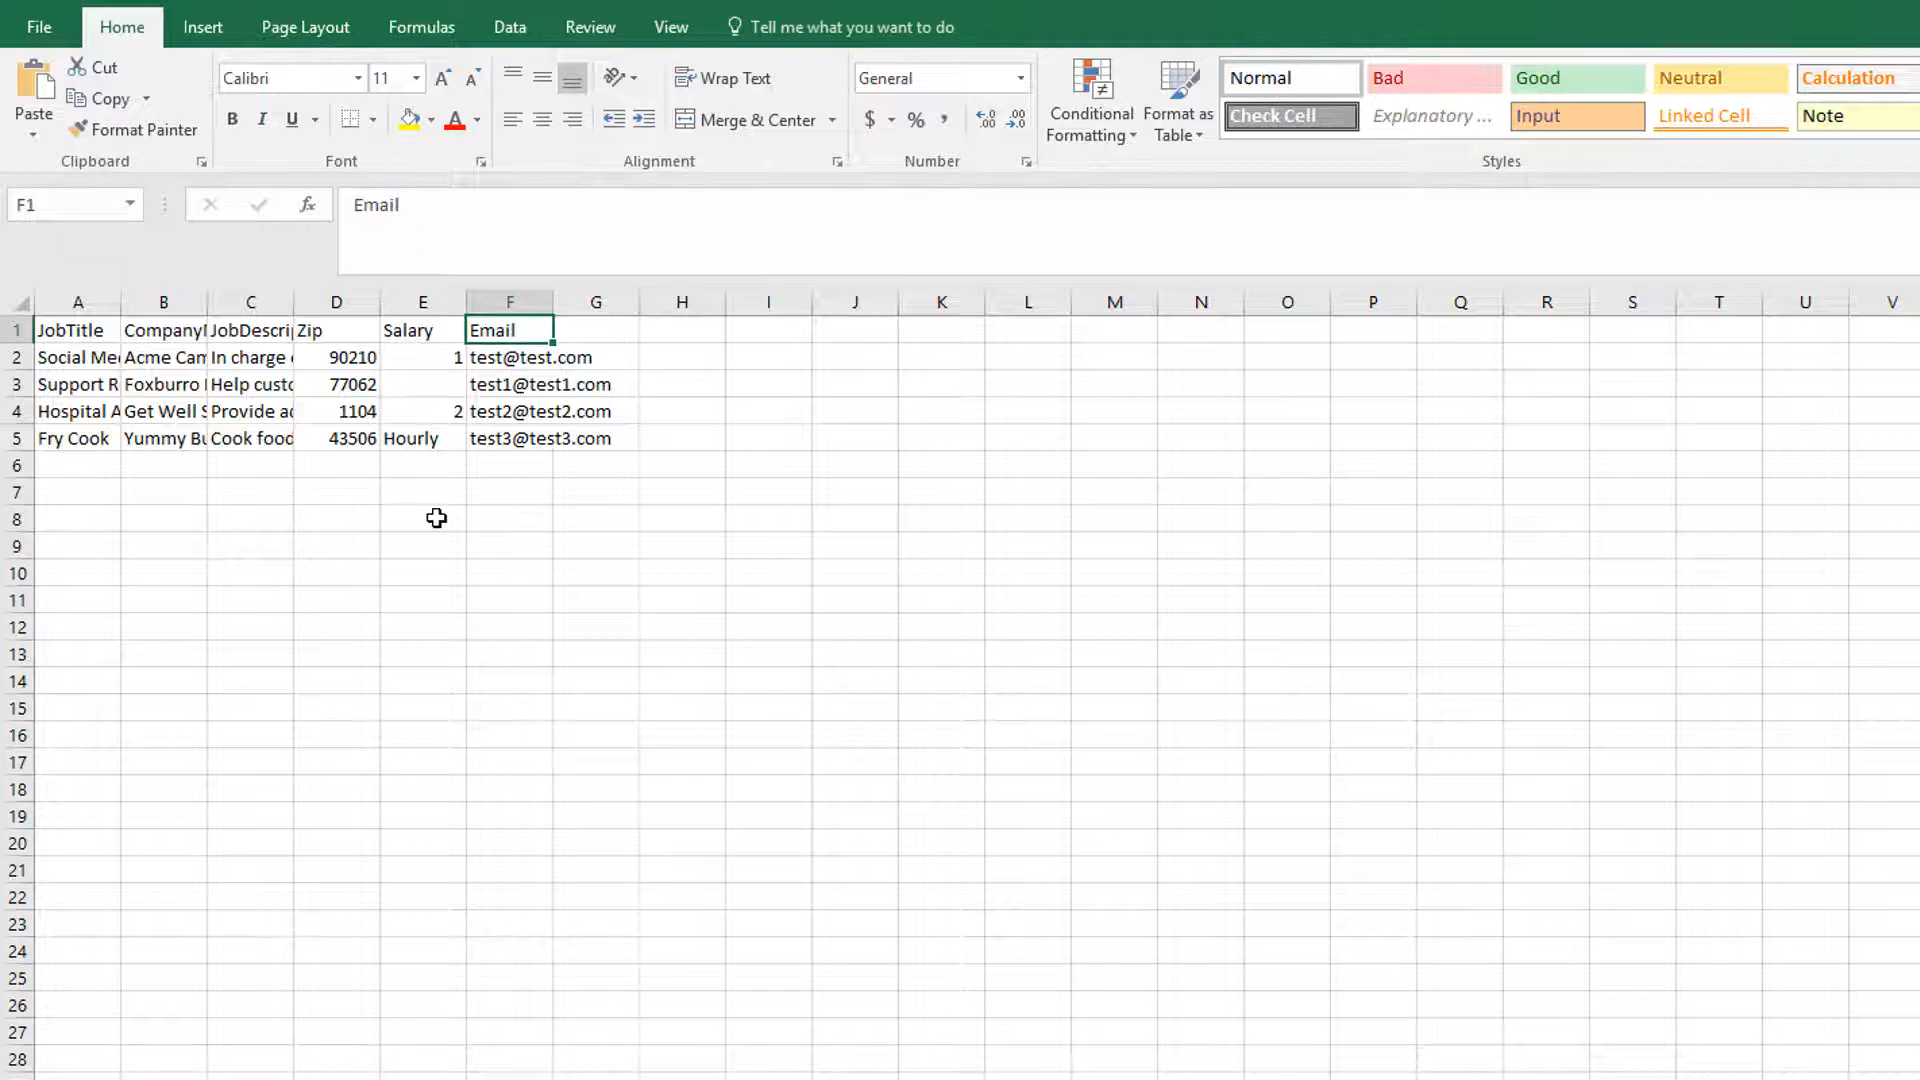 File Home Insert Page Layout Formulas Data Review View Tell me what you want to do
Cut
Copy
Format Painter
Paste
Clipboard
Calibri 11 A A
B I U A
Font
Wrap Text
Merge & Center
Alignment
General
$ % ,
Number
Conditional Formatting
Format as Table
Normal Bad Good Neutral Calculation
Check Cell Explanatory ... Input Linked Cell Note
Styles
F1 fx Email
A B C D E F G H I J K L M N O P Q R S T U V
1 JobTitle Company JobDescri Zip Salary Email
2 Social Me Acme Cam In charge 90210 1 test@test.com
3 Support R Foxburro Help custo 77062 test1@test1.com
4 Hospital A Get Well S Provide ac 1104 2 test2@test2.com
5 Fry Cook Yummy Bu Cook food 43506 Hourly test3@test3.com
6
7
8
9
10
11
12
13
14
15
16
17
18
19
20
21
22
23
24
25
26
27
28